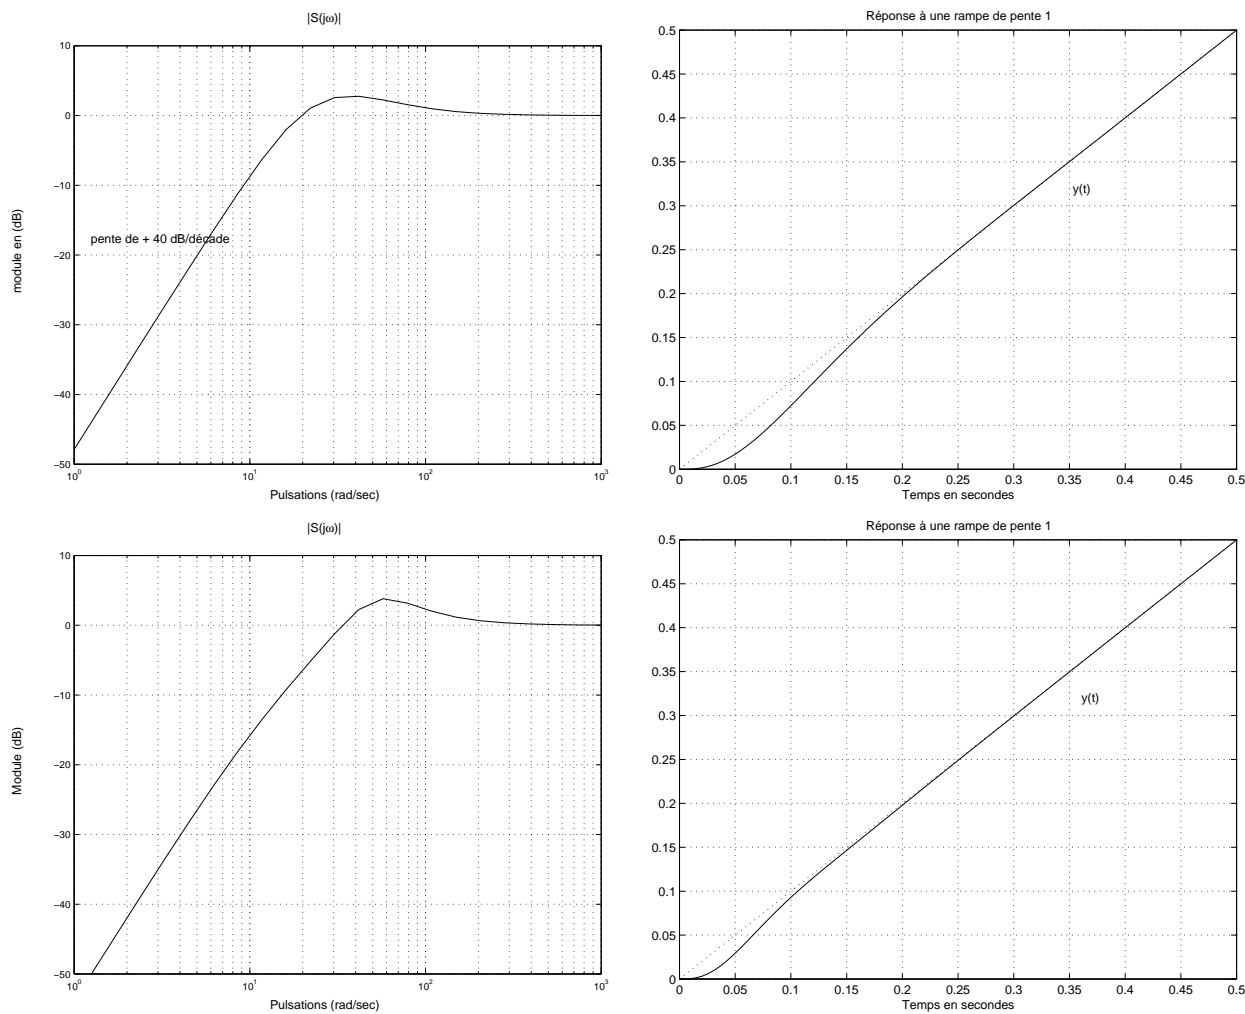 |S(jω)|
10
0
−10
−20
−30
−40
−50
module en (dB)
pente de + 40 dB/décade
10⁰
10¹
10²
10³
Pulsations (rad/sec)
Réponse à une rampe de pente 1
0.5
0.45
0.4
0.35
0.3
0.25
0.2
0.15
0.1
0.05
0
y(t)
0 0.05 0.1 0.15 0.2 0.25 0.3 0.35 0.4 0.45 0.5
Temps en secondes
|S(jω)|
10
0
−10
−20
−30
−40
−50
Module (dB)
10⁰
10¹
10²
10³
Pulsations (rad/sec)
Réponse à une rampe de pente 1
0.5
0.45
0.4
0.35
0.3
0.25
0.2
0.15
0.1
0.05
0
y(t)
0 0.05 0.1 0.15 0.2 0.25 0.3 0.35 0.4 0.45 0.5
Temps en secondes